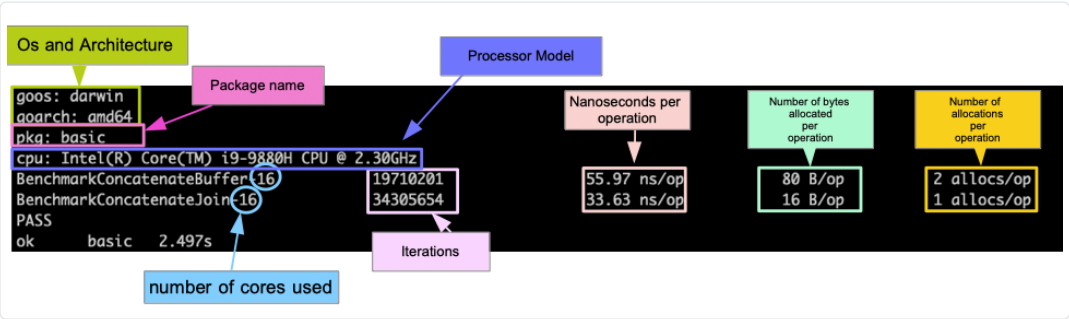 Os and Architecture
Processor Model
Package name
goos: darwin
goarch: amd64
pkg: basic
cpu: Intel(R) Core(TM) i9-9880H CPU @ 2.30GHz
Nanoseconds per
operation
Number of bytes
allocated
per
operation
Number of
allocations
per
operation
BenchmarkConcatenateBuffer-16 19710201 55.97 ns/op 80 B/op 2 allocs/op
BenchmarkConcatenateJoin-16 34305654 33.63 ns/op 16 B/op 1 allocs/op
PASS
ok basic 2.497s
Iterations
number of cores used